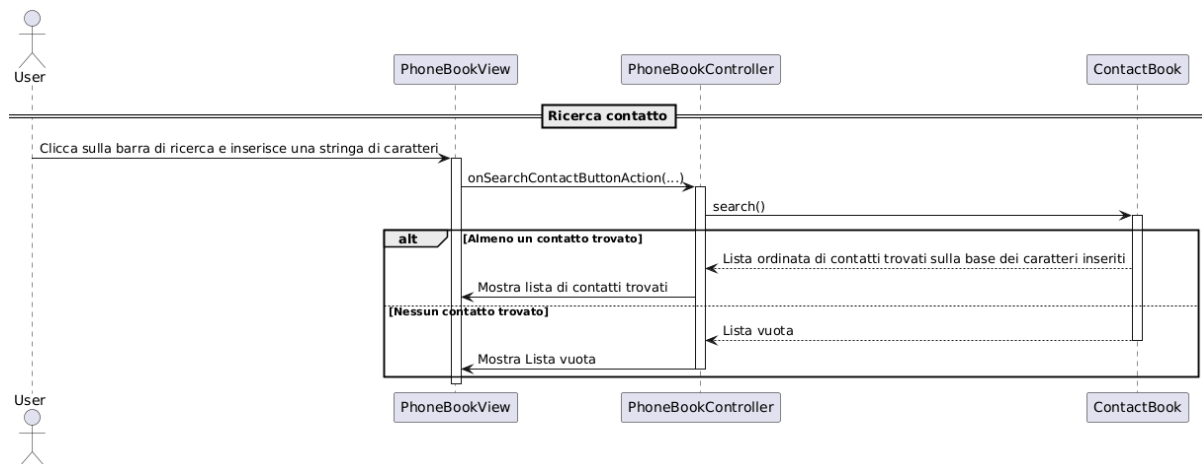 User
PhoneBookView
PhoneBookController
ContactBook
Ricerca contatto
Clicca sulla barra di ricerca e inserisce una stringa di caratteri
onSearchContactButtonAction(...)
search()
alt
[Almeno un contatto trovato]
Lista ordinata di contatti trovati sulla base dei caratteri inseriti
Mostra lista di contatti trovati
[Nessun contatto trovato]
Lista vuota
Mostra Lista vuota
User
PhoneBookView
PhoneBookController
ContactBook